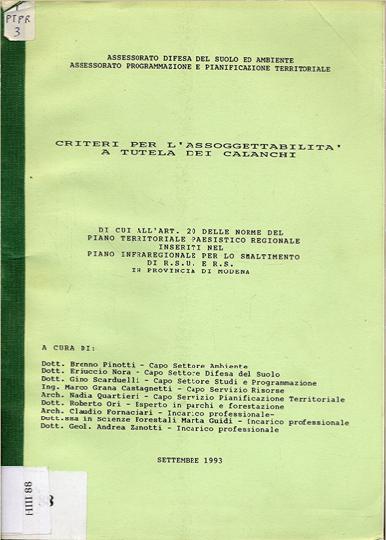 PTPR
3
ASSESSORATO DIFESA DEL SUOLO ED AMBIENTE
ASSESSORATO PROGRAMMAZIONE E PIANIFICAZIONE TERRITORIALE
CRITERI PER L'ASSOGGETTABILITA'
A TUTELA DEI CALANCHI
DI CUI ALL'ART. 20 DELLE NORME DEL
PIANO TERRITORIALE PAESISTICO REGIONALE
INSERITI NEL
PIANO INFRAREGIONALE PER LO SMALTIMENTO
DI R.S.U. E R.S.
IN PROVINCIA DI MODENA
A CURA DI:
Dott. Brenno Pinotti - Capo Settore Ambiente
Dott. Eriuccio Nora - Capo Settore Difesa del Suolo
Dott. Gino Scarduelli - Capo Settore Studi e Programmazione
Ing. Marco Grana Castagnetti - Capo Servizio Risorse
Arch. Nadia Quartieri - Capo Servizio Pianificazione Territoriale
Dott. Roberto Ori - Esperto in parchi e forestazione
Arch. Claudio Fornaciari - Incarico professionale-
Dott.ssa in Scienze Forestali Marta Guidi - Incarico professionale
Dott. Geol. Andrea Zanotti - Incarico professionale
SETTEMBRE 1993
HIII 88